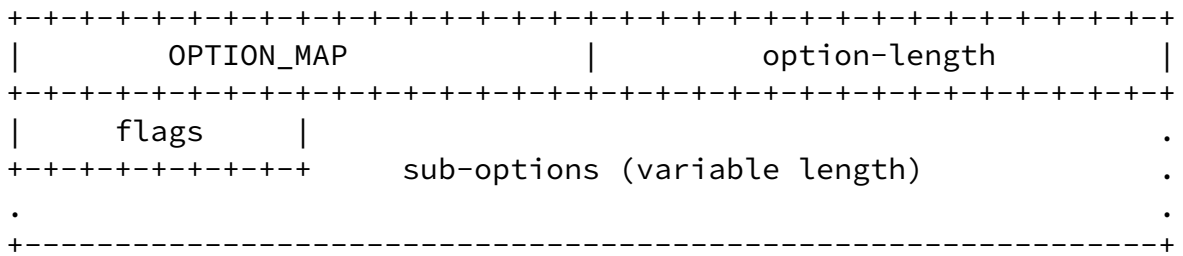 +-+-+-+-+-+-+-+-+-+-+-+-+-+-+-+-+-+-+-+-+-+-+-+-+-+-+-+-+-+-+-+-+
|        OPTION_MAP             |         option-length         |
+-+-+-+-+-+-+-+-+-+-+-+-+-+-+-+-+-+-+-+-+-+-+-+-+-+-+-+-+-+-+-+-+
|     flags     |                                               .
+-+-+-+-+-+-+-+-+     sub-options (variable length)             .
.                                                               .
+---------------------------------------------------------------+